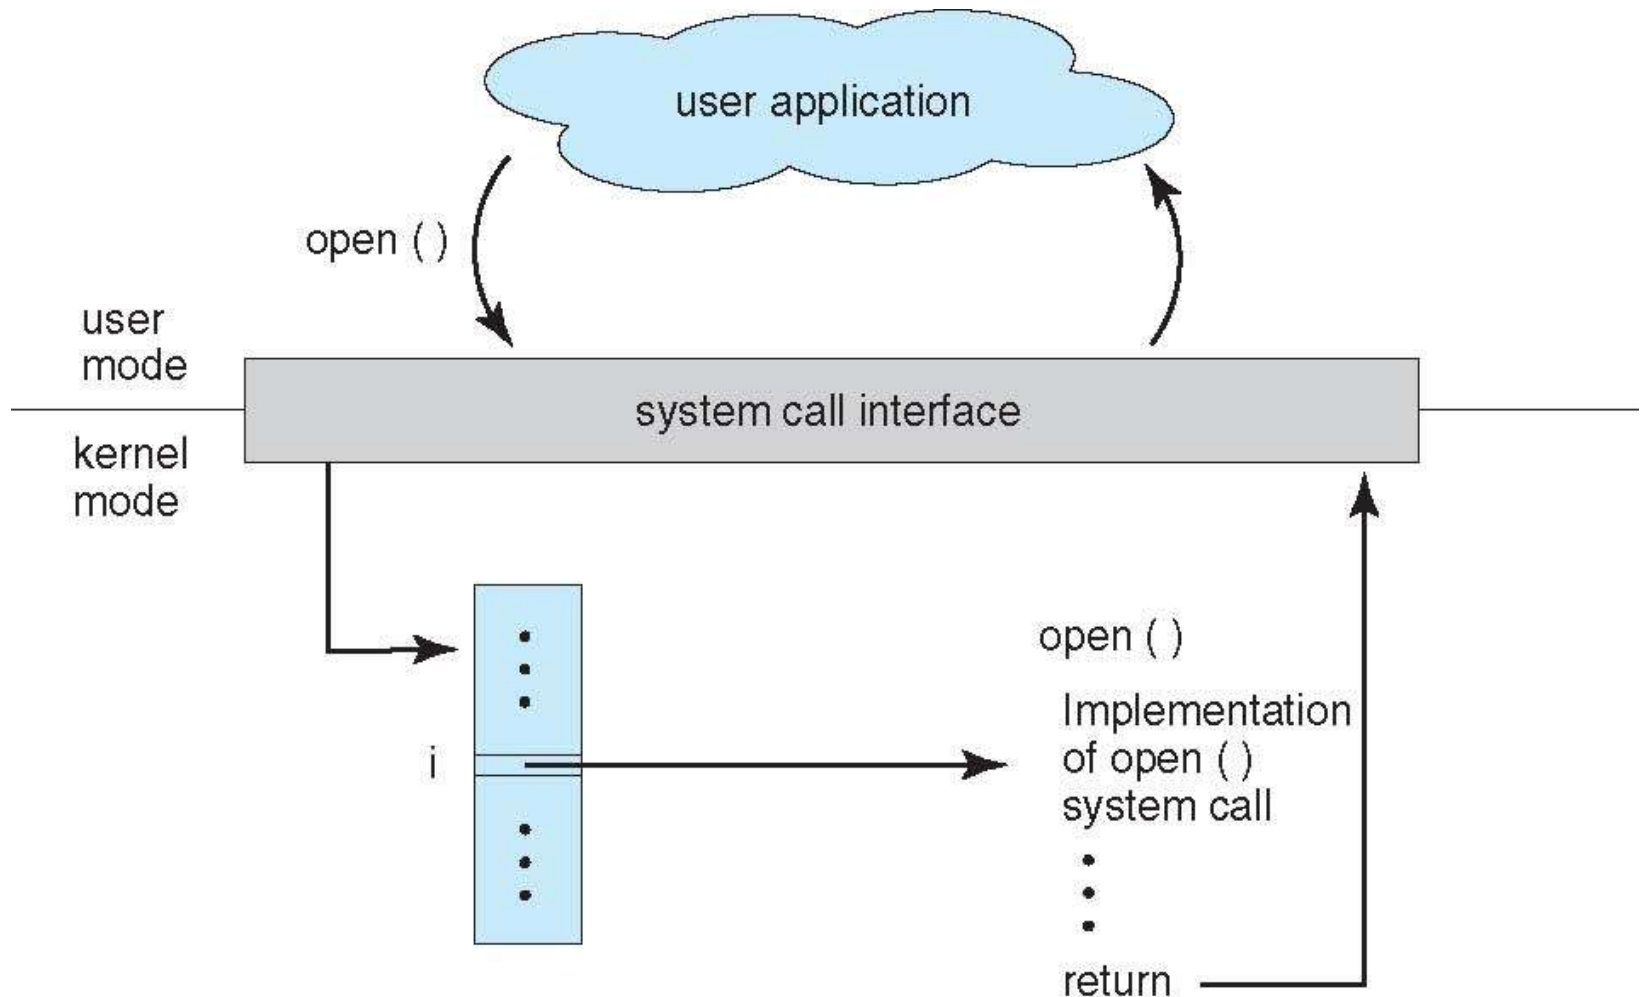 user application
open ( )
user
mode
system call interface
kernel
mode
open ( )
Implementation
of open ( )
system call
i
return